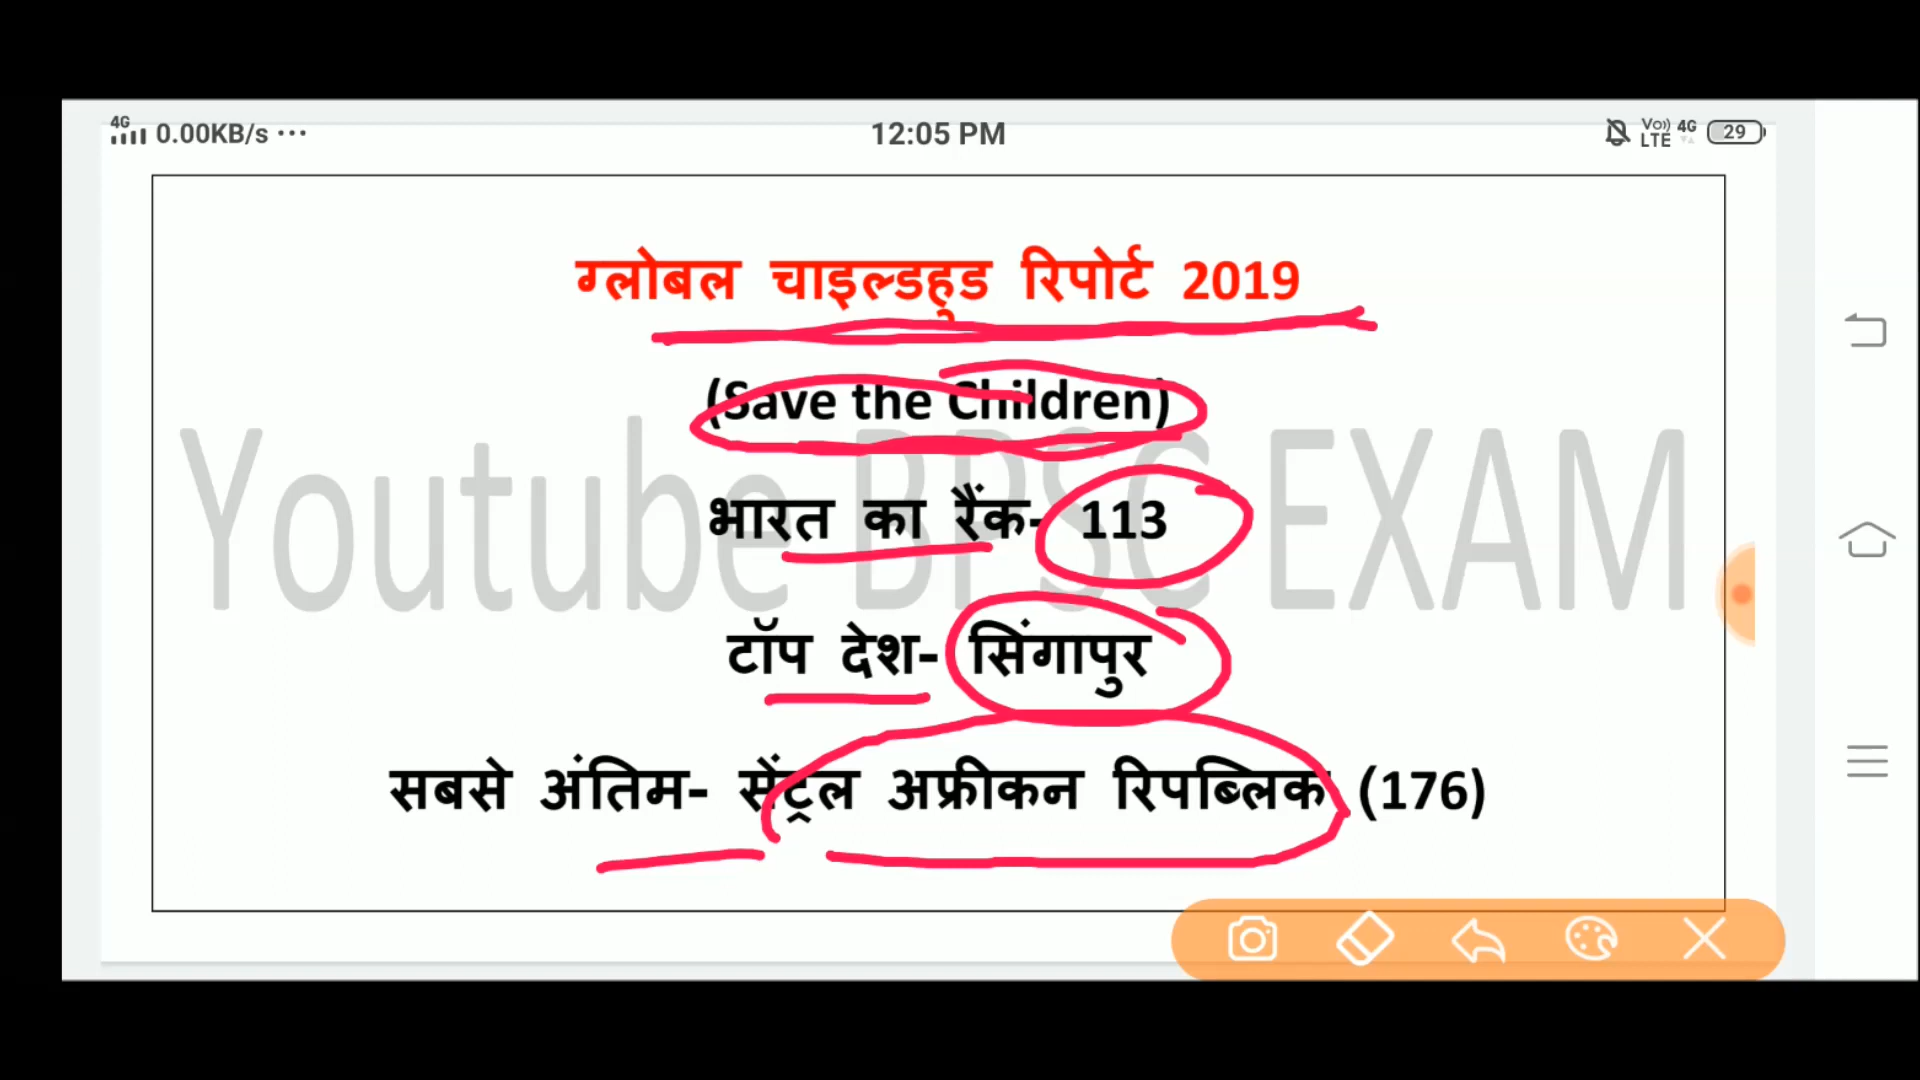 4G 0.00KB/s ... 12:05 PM Vo)) LTE 4G 29
ग्लोबल चाइल्डहुड रिपोर्ट 2019
(Save the Children)
भारत का रैंक- 113
Youtube BPSC EXAM
टॉप देश- सिंगापुर
सबसे अंतिम- सेंट्रल अफ्रीकन रिपब्लिक (176)